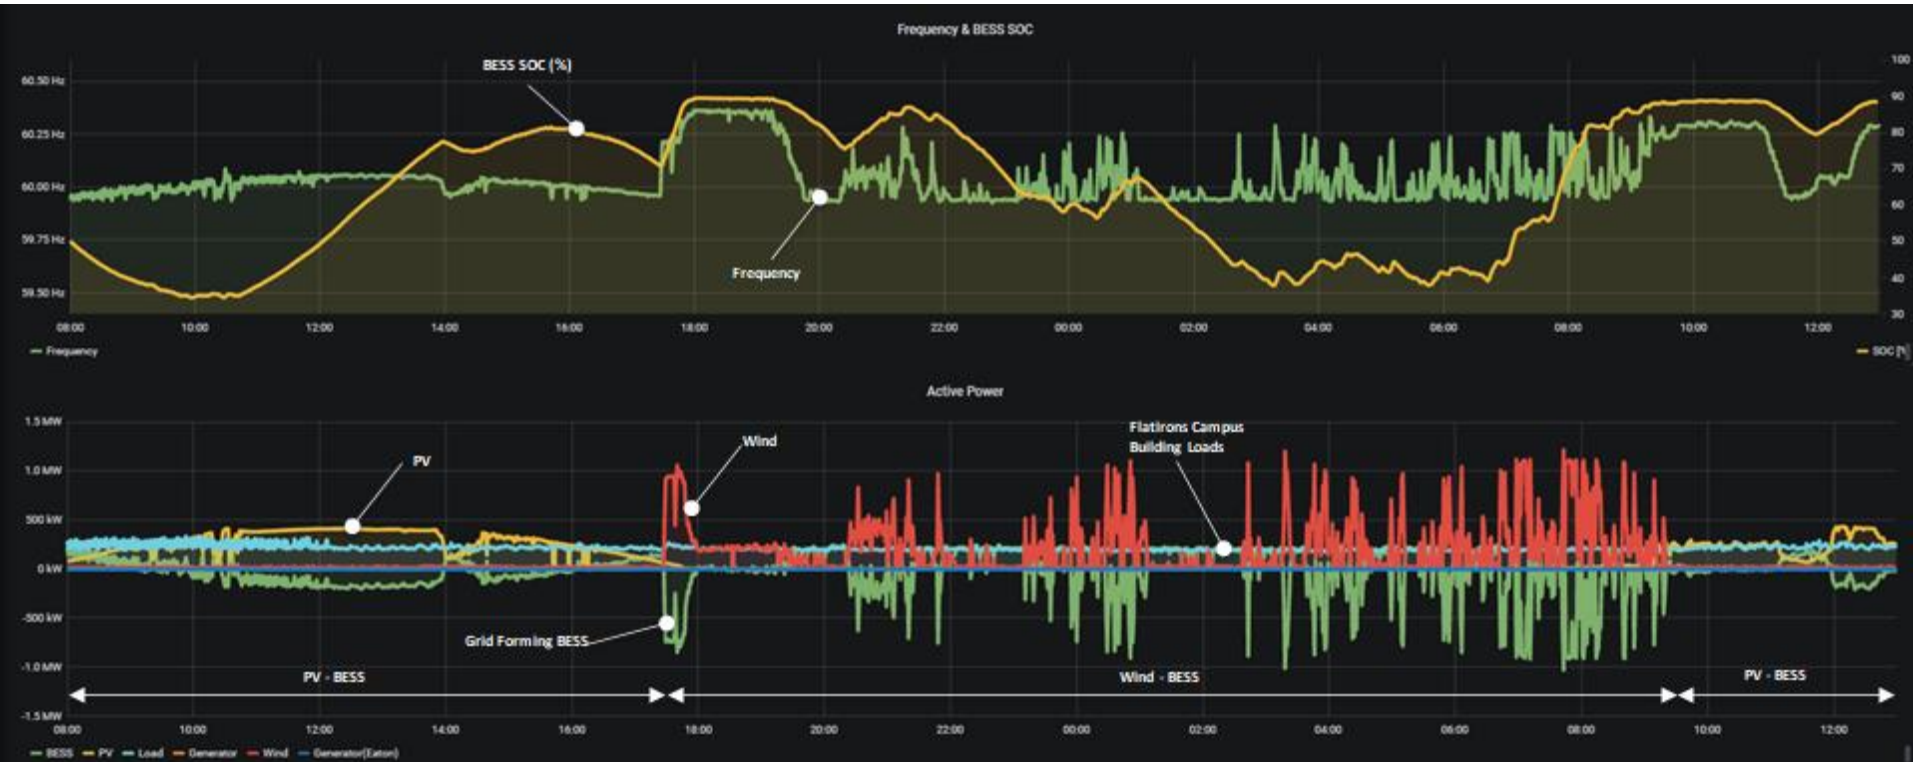 Frequency & BESS SOC
BESS SOC (%)
60.50 Hz
60.25 Hz
60.00 Hz
59.75 Hz
59.50 Hz
100
90
80
70
60
50
40
30
Frequency
08:00 10:00 12:00 14:00 16:00 18:00 20:00 22:00 00:00 02:00 04:00 06:00 08:00 10:00 12:00
Frequency
SOC [%
Active Power
1.5 MW
1.0 MW
500 kW
0 kW
-500 kW
-1.0 MW
-1.5 MW
PV
Wind
Flatirons Campus
Building Loads
Grid Forming BESS
PV - BESS
Wind - BESS
PV - BESS
08:00 10:00 12:00 14:00 16:00 18:00 20:00 22:00 00:00 02:00 04:00 06:00 08:00 10:00 12:00
BESS PV Load Generator Wind Generator(Eaton)